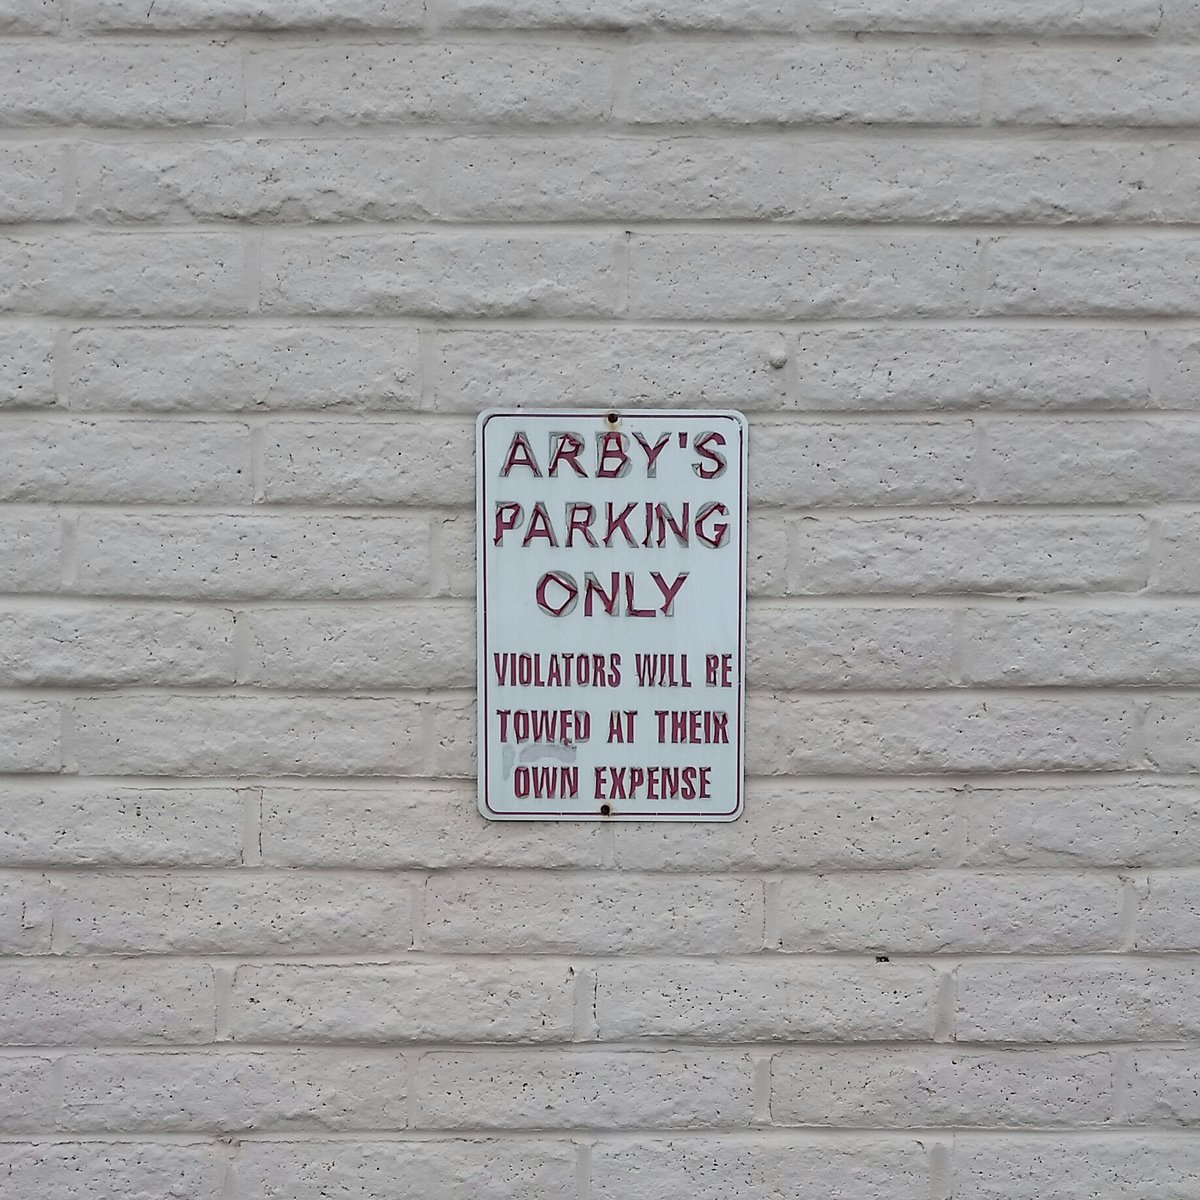 ARBY'S
PARKING
ONLY
VIOLATORS WILL BE
TOWED AT THEIR
OWN EXPENSE